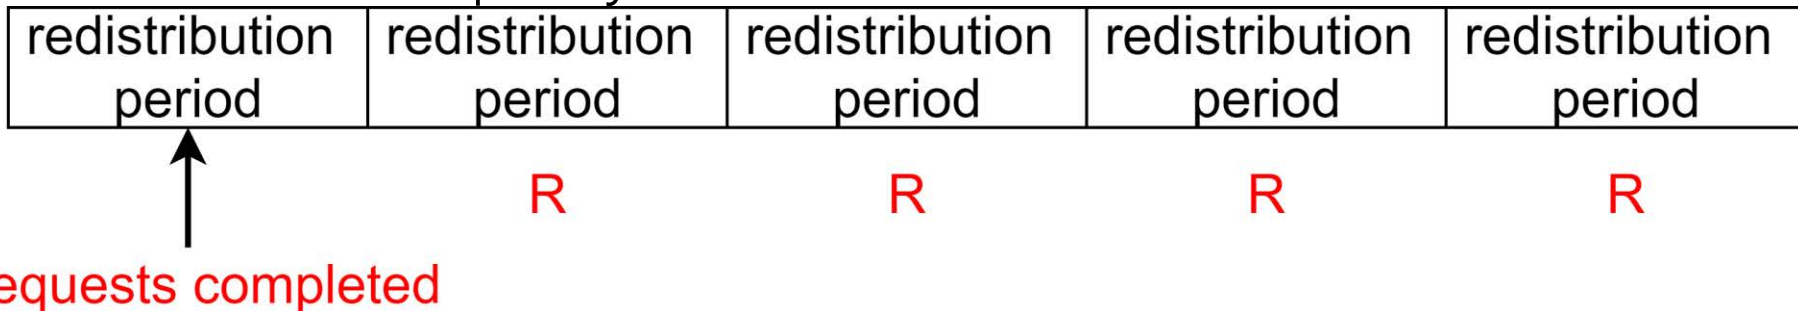 redistribution redistribution redistribution redistribution redistribution
period period period period period
R R R R
equests completed